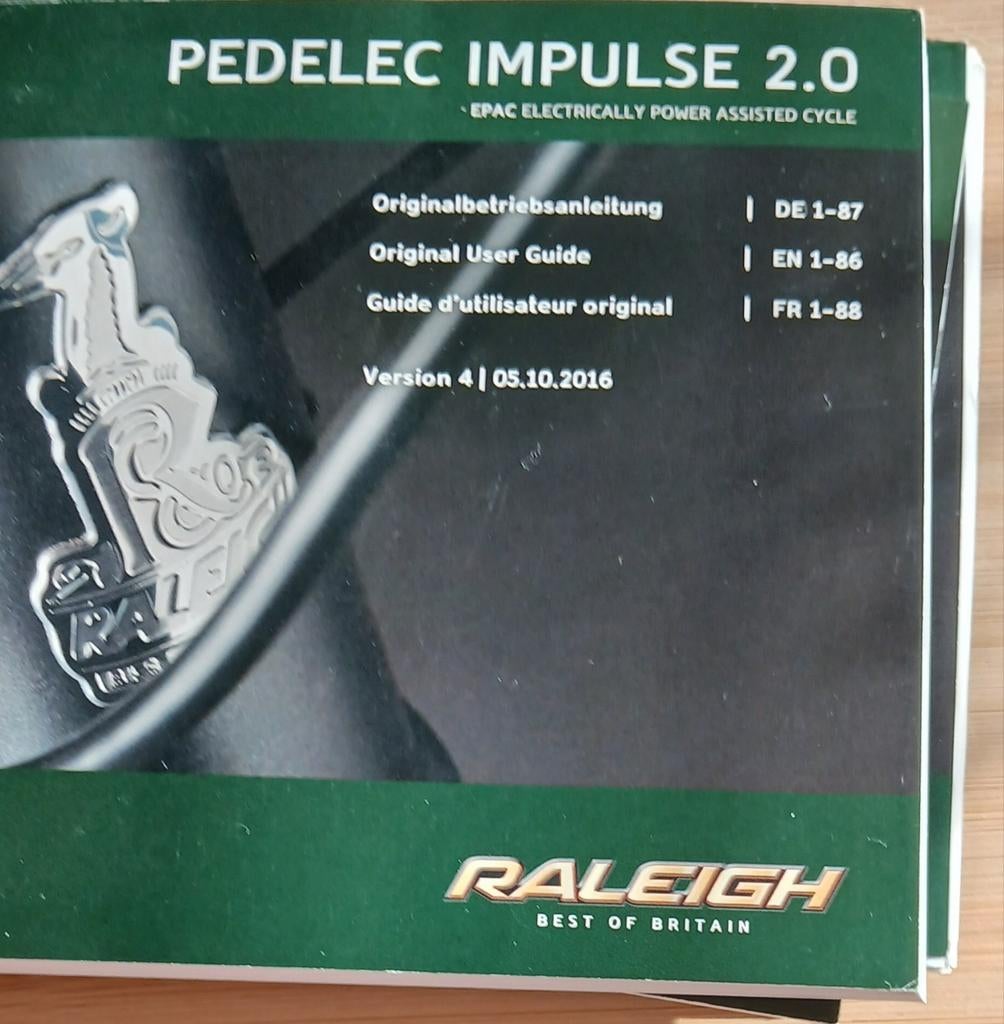 PEDELEC IMPULSE 2.0
EPAC ELECTRICALLY POWER ASSISTED CYCLE
Originalbetriebsanleitung | DE 1-87
Original User Guide | EN 1-86
Guide d'utilisateur original | FR 1-88
Version 4 | 05.10.2016
RALEIGH
BEST OF BRITAIN